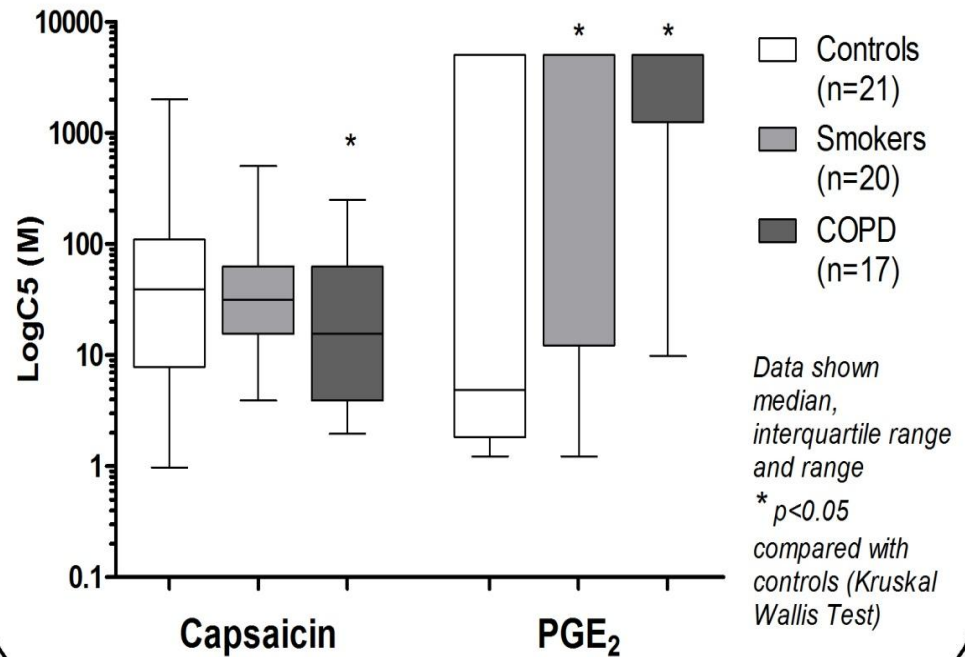 10000
1000
100
10
1
0.1
LogC5 (M)
* * *
Capsaicin
PGE₂
Controls
(n=21)
Smokers
(n=20)
COPD
(n=17)
Data shown
median,
interquartile range
and range
* p<0.05
compared with
controls (Kruskal
Wallis Test)